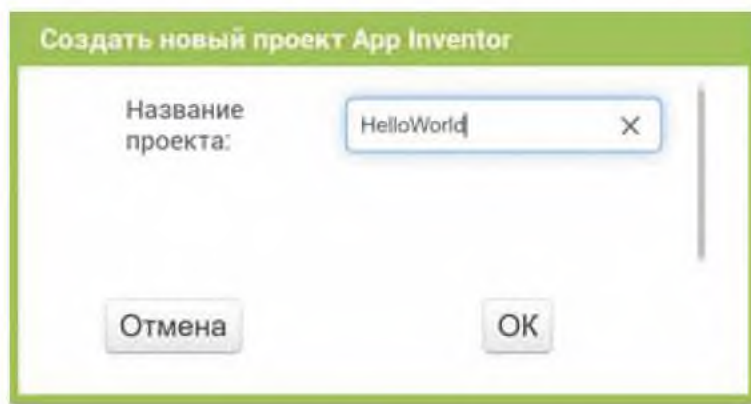 Создать новый проект App Inventor
Название
проекта:
HelloWorld
Отмена
OK